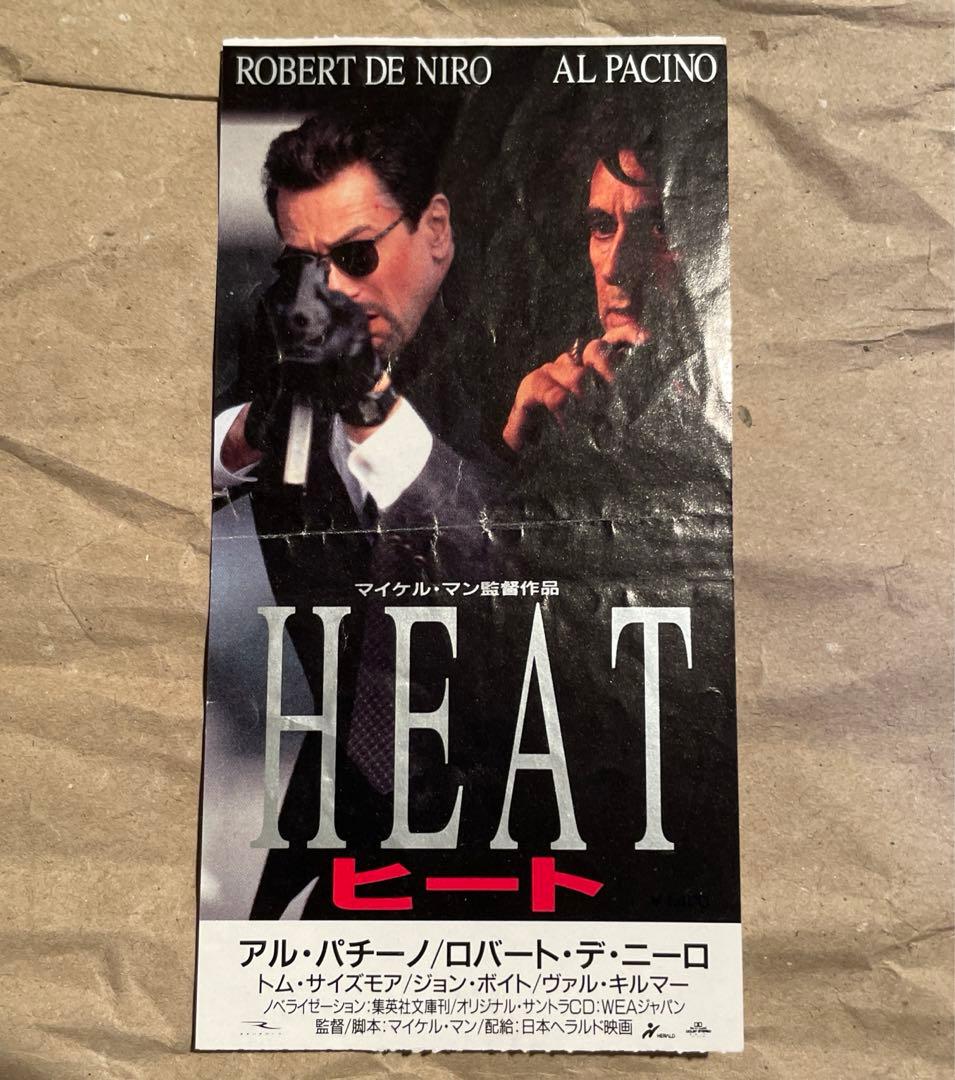 ROBERT DE NIRO AL PACINO
マイケル・マン監督作品
HEAT
ヒート
アル・パチーノ/ロバート・デ・ニーロ
トム・サイズモア/ジョン・ボイト/ヴァル・キルマー
ノベライゼーション:集英社文庫刊/オリジナル・サントラCD:WEAジャパン
監督/脚本:マイケル・マン/配給:日本ヘラルド映画
HERALD